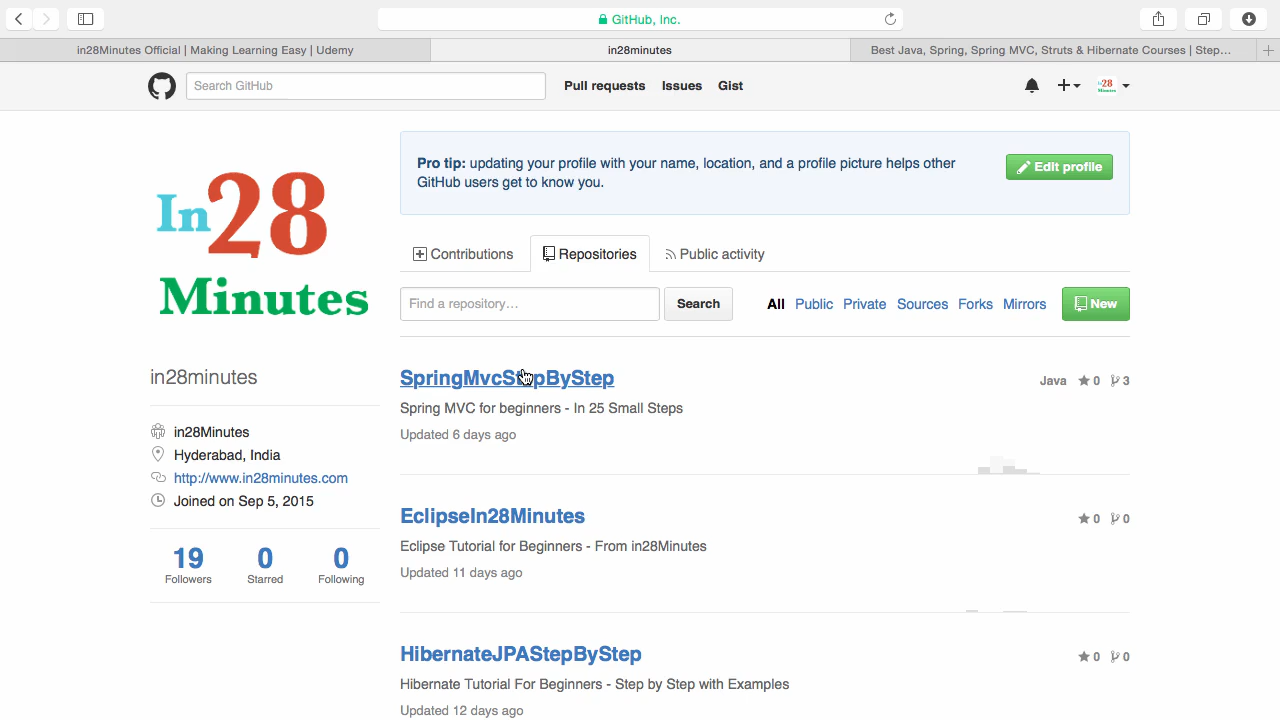 GitHub, Inc.
in28Minutes Official | Making Learning Easy | Udemy
in28minutes
Best Java, Spring, Spring MVC, Struts & Hibernate Courses | Step...
Search GitHub
Pull requests
Issues
Gist
28
Minutes
Pro tip: updating your profile with your name, location, and a profile picture helps other
GitHub users get to know you.
Edit profile
In28
Minutes
Contributions
Repositories
Public activity
Find a repository...
Search
All
Public
Private
Sources
Forks
Mirrors
New
in28minutes
in28Minutes
Hyderabad, India
http://www.in28minutes.com
Joined on Sep 5, 2015
19
0
0
Followers
Starred
Following
SpringMvcStepByStep
Java
0
3
Spring MVC for beginners - In 25 Small Steps
Updated 6 days ago
EclipseIn28Minutes
0
0
Eclipse Tutorial for Beginners - From in28Minutes
Updated 11 days ago
HibernateJPAStepByStep
0
0
Hibernate Tutorial For Beginners - Step by Step with Examples
Updated 12 days ago